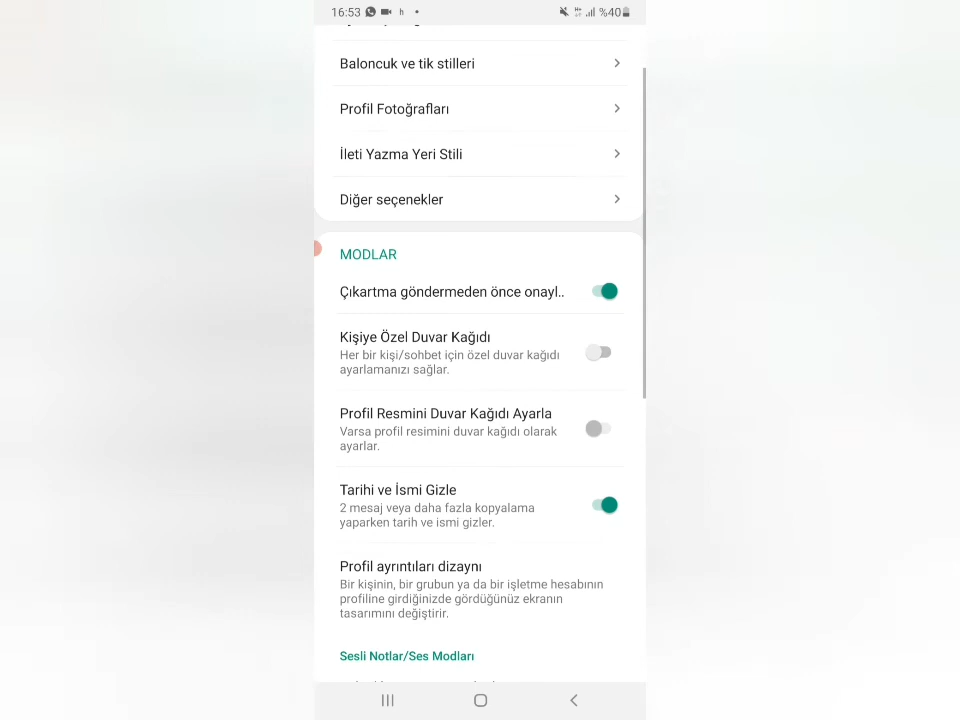 16:53 h %40
Baloncuk ve tik stilleri
Profil Fotoğrafları
İleti Yazma Yeri Stili
Diğer seçenekler
MODLAR
Çıkartma göndermeden önce onayl..
Kişiye Özel Duvar Kağıdı
Her bir kişi/sohbet için özel duvar kağıdı
ayarlamanızı sağlar.
Profil Resmini Duvar Kağıdı Ayarla
Varsa profil resimini duvar kağıdı olarak
ayarlar.
Tarihi ve İsmi Gizle
2 mesaj veya daha fazla kopyalama
yaparken tarih ve ismi gizler.
Profil ayrıntıları dizaynı
Bir kişinin, bir grubun ya da bir işletme hesabının
profiline girdiğinizde gördüğünüz ekranın
tasarımını değiştirir.
Sesli Notlar/Ses Modları